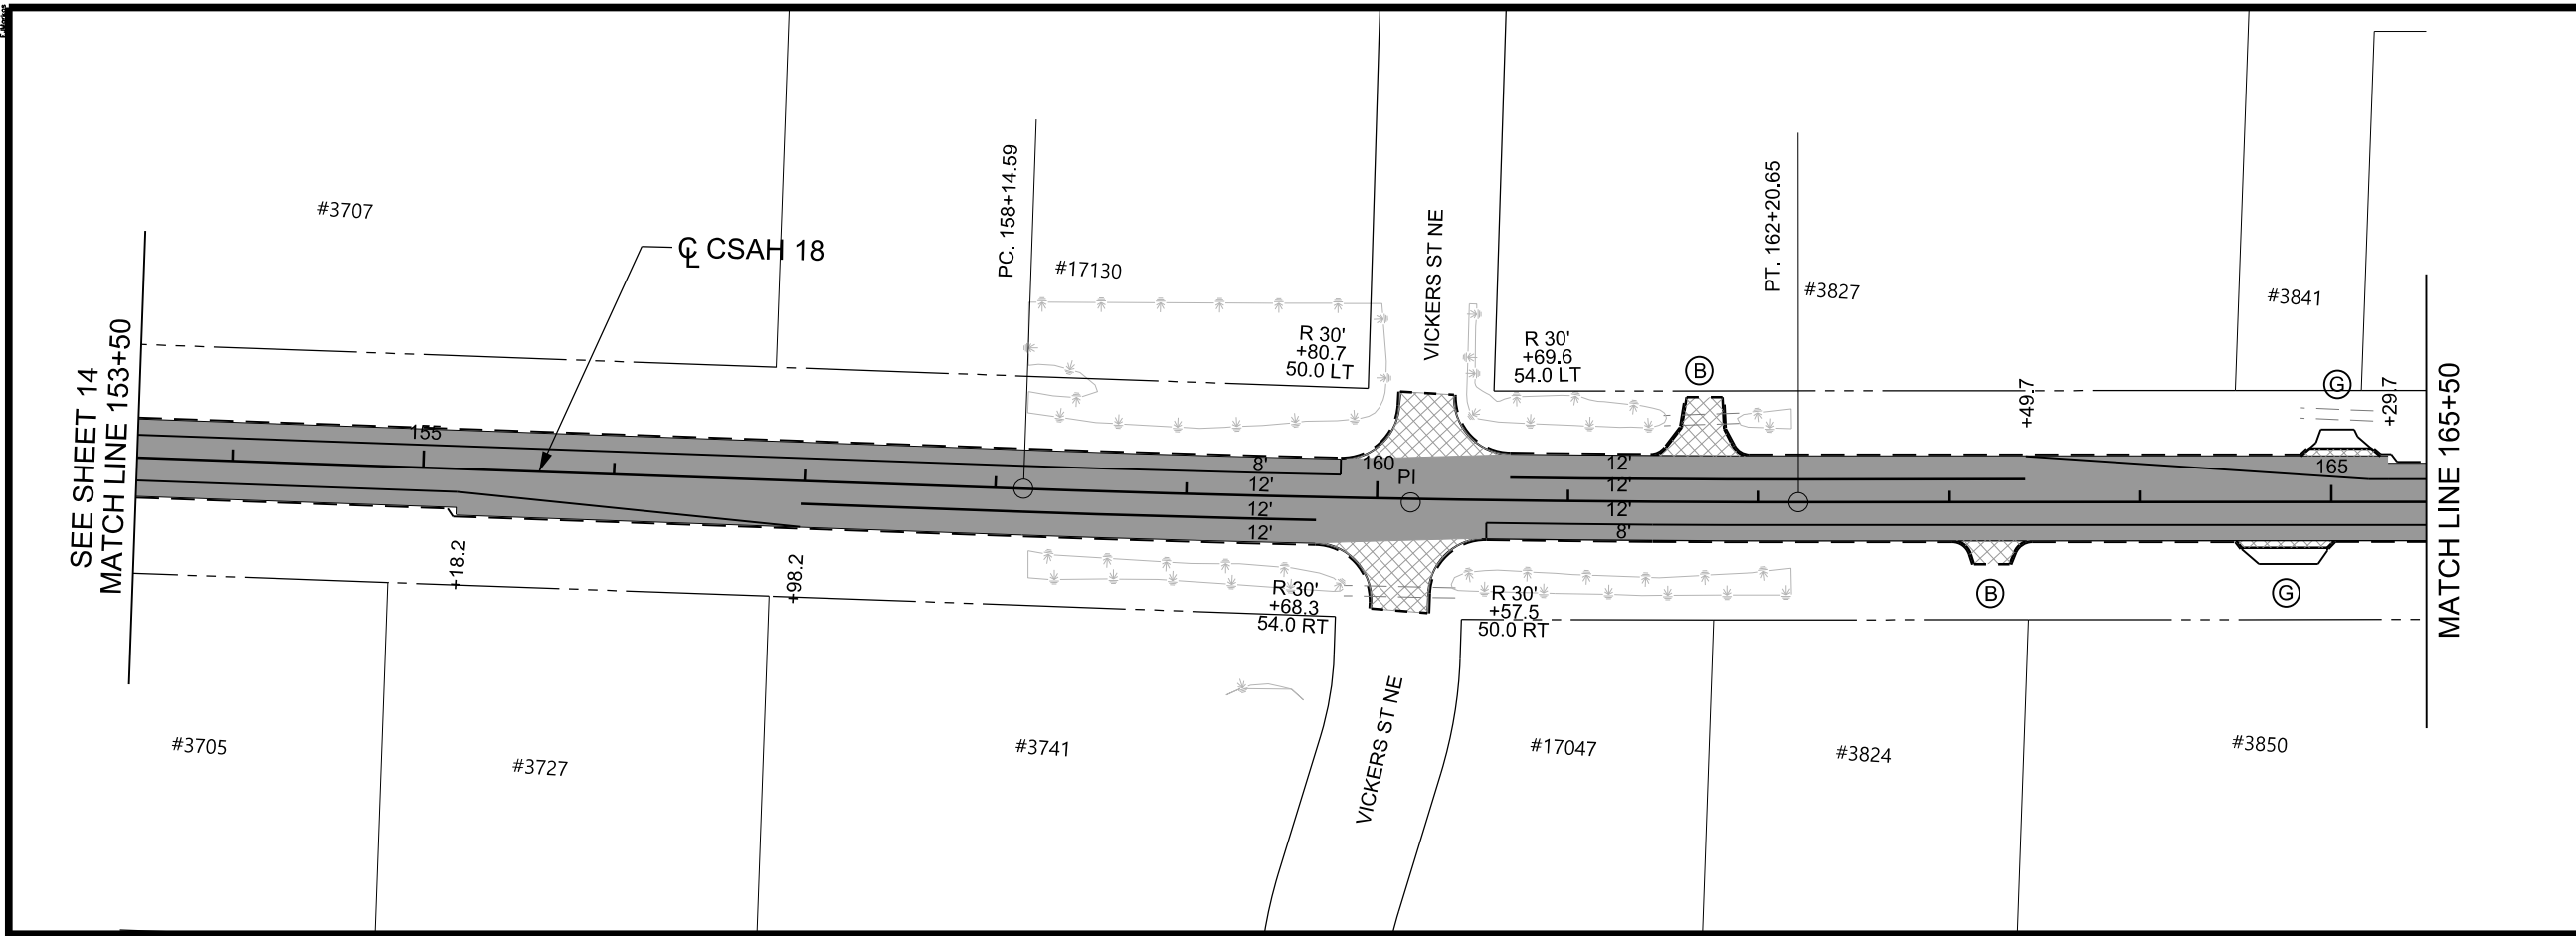 #3707
℄ CSAH 18
PC. 158+14.59
#17130
VICKERS ST NE
PT. 162+20.65
#3827
#3841
R 30'
+80.7
50.0 LT
R 30'
+69.6
54.0 LT
B
G
+49.7
+29.7
SEE SHEET 14
MATCH LINE 153+50
MATCH LINE 165+50
155
8'
160
12'
165
12'
PI
12'
12'
12'
12'
8'
+18.2
+98.2
R 30'
+68.3
54.0 RT
R 30'
+57.5
50.0 RT
B
G
VICKERS ST NE
#3705
#3727
#3741
#17047
#3824
#3850